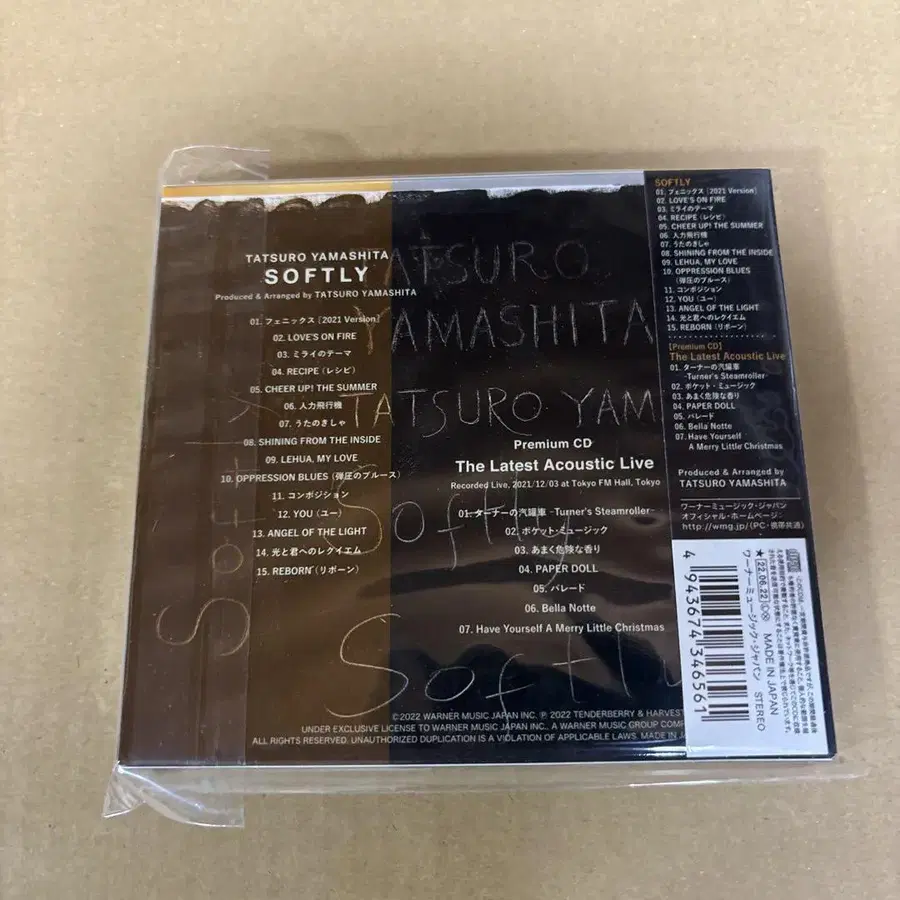 TATSURO YAMASHITA
SOFTLY
Produced & Arranged by TATSURO YAMASHITA
01. フェニックス [2021 Version]
02. LOVE'S ON FIRE
03. ミライのテーマ
04. RECIPE (レシピ)
05. CHEER UP! THE SUMMER
06. 人力飛行機
07. うたのきしゃ
08. SHINING FROM THE INSIDE
09. LEHUA, MY LOVE
10. OPPRESSION BLUES (弾圧のブルース)
11. コンポジション
12. YOU (ユー)
13. ANGEL OF THE LIGHT
14. 光と君へのレクイエム
15. REBORN (リボーン)
TATSURO
YAMASHITA
TATSURO YAM
Softly
Softly
Soft
Premium CD
The Latest Acoustic Live
Recorded Live, 2021/12/03 at Tokyo FM Hall, Tokyo
01. ターナーの汽罐車 -Turner's Steamroller-
02. ポケット・ミュージック
03. あまく危険な香り
04. PAPER DOLL
05. パレード
06. Bella Notte
07. Have Yourself A Merry Little Christmas
©2022 WARNER MUSIC JAPAN INC. ℗ 2022 TENDERBERRY & HARVEST
UNDER EXCLUSIVE LICENSE TO WARNER MUSIC JAPAN INC. A WARNER MUSIC GROUP COMP
ALL RIGHTS RESERVED. UNAUTHORIZED DUPLICATION IS A VIOLATION OF APPLICABLE LAWS. MADE IN J
SOFTLY
01. フェニックス [2021 Version]
02. LOVE'S ON FIRE
03. ミライのテーマ
04. RECIPE (レシピ)
05. CHEER UP! THE SUMMER
06. 人力飛行機
07. うたのきしゃ
08. SHINING FROM THE INSIDE
09. LEHUA, MY LOVE
10. OPPRESSION BLUES
(弾圧のブルース)
11. コンポジション
12. YOU (ユー)
13. ANGEL OF THE LIGHT
14. 光と君へのレクイエム
15. REBORN (リボーン)
[Premium CD]
The Latest Acoustic Live
01. ターナーの汽罐車
-Turner's Steamroller-
02. ポケット・ミュージック
03. あまく危険な香り
04. PAPER DOLL
05. パレード
06. Bella Notte
07. Have Yourself
A Merry Little Christmas
Produced & Arranged by
TATSURO YAMASHITA
ワーナーミュージック・ジャパン
オフィシャル・ホームページ:
http://wmg.jp/(PC・携帯共通)
4 943674 346561
★22.06.22 MADE IN JAPAN
ワーナーミュージック・ジャパン STEREO